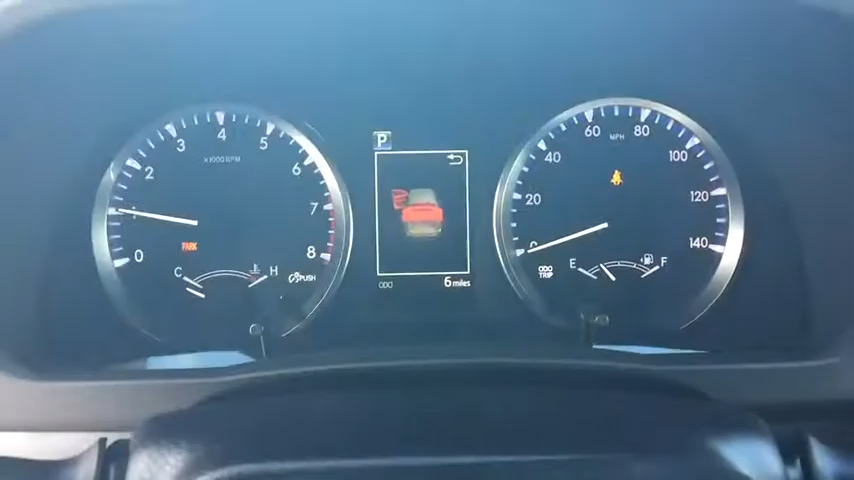 0 2 3 4 5 6 7 8
x1000 RPM
PARK
C H
PUSH
P
ODO 6 miles
20 40 60 80 100 120 140
MPH
ODO
TRIP
E F